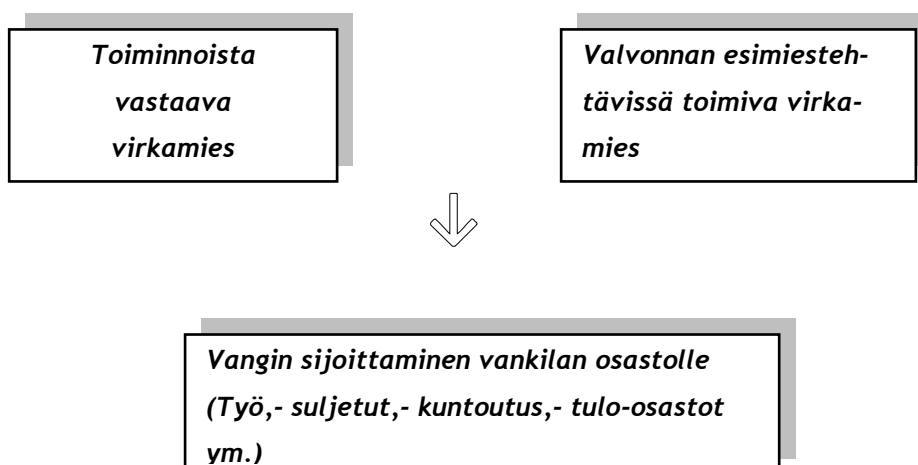 Toiminnoista
vastaava
virkamies
Valvonnan esimiesteh-
tävissä toimiva virka-
mies
Vangin sijoittaminen vankilan osastolle
(Työ,- suljetut,- kuntoutus,- tulo-osastot
ym.)